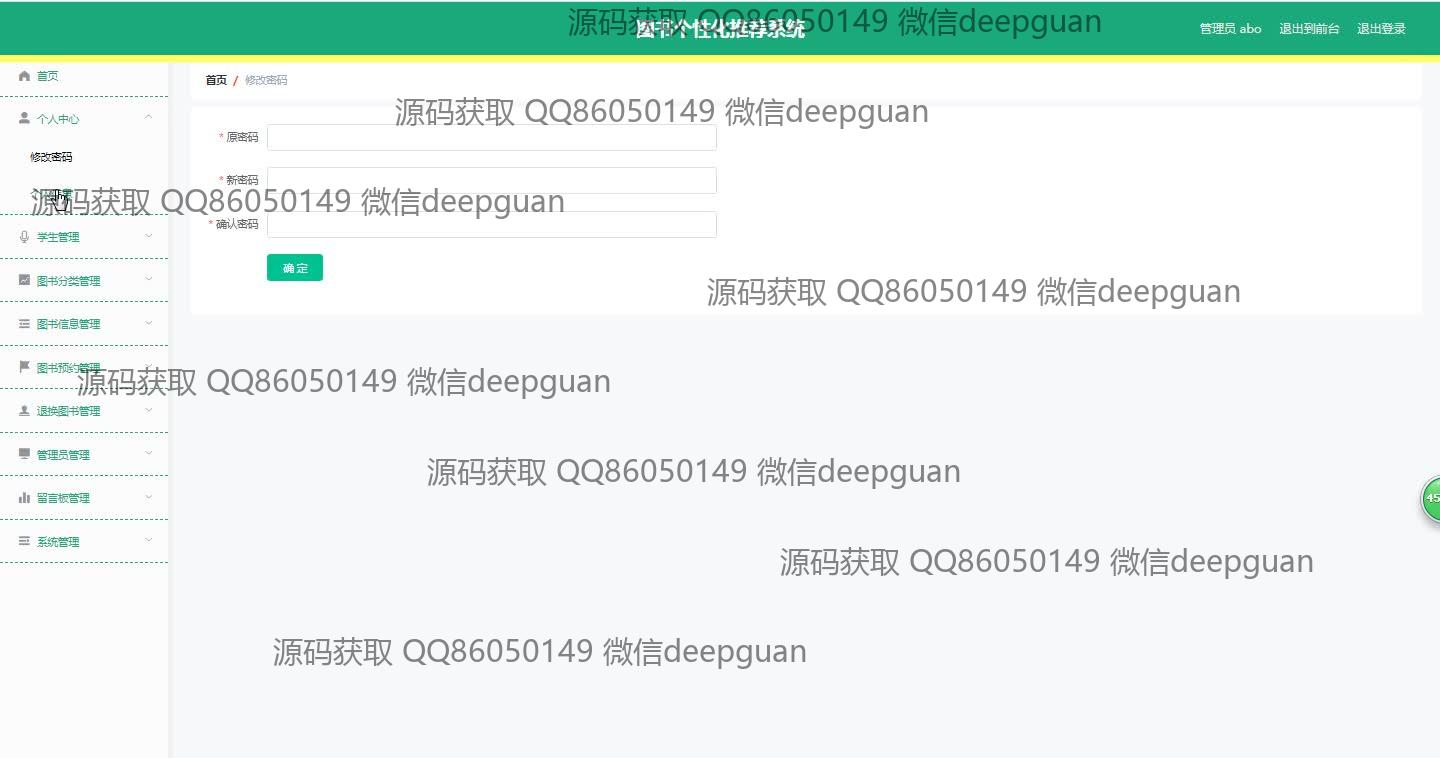 图书个性化推荐系统
源码获取 QQ86050149 微信deepguan
管理员 abo 退出到前台 退出登录
首页
首页 / 修改密码
源码获取 QQ86050149 微信deepguan
个人中心
* 原密码
修改密码
* 新密码
源码获取 QQ86050149 微信deepguan
* 确认密码
学生管理
确定
图书分类管理
源码获取 QQ86050149 微信deepguan
图书信息管理
图书预约管理
源码获取 QQ86050149 微信deepguan
退换图书管理
管理员管理
源码获取 QQ86050149 微信deepguan
留言板管理
45
系统管理
源码获取 QQ86050149 微信deepguan
源码获取 QQ86050149 微信deepguan